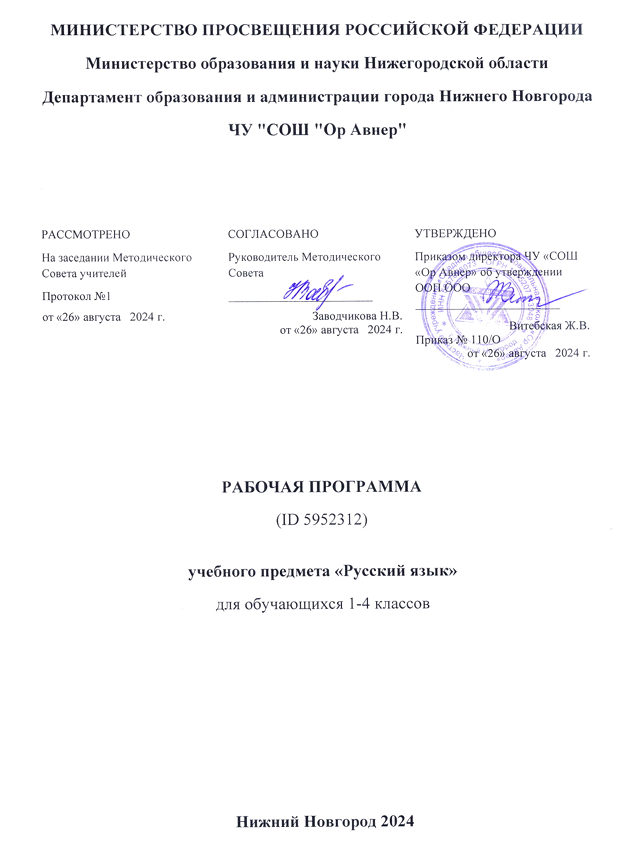 МИНИСТЕРСТВО ПРОСВЕЩЕНИЯ РОССИЙСКОЙ ФЕДЕРАЦИИ
Министерство образования и науки Нижегородской области
Департамент образования и администрации города Нижнего Новгорода
ЧУ "СОШ "Ор Авнер"
РАССМОТРЕНО
На заседании Методического
Совета учителей
Протокол №1
от «26» августа 2024 г.
СОГЛАСОВАНО
Руководитель Методического
Совета
Заводчикова Н.В.
от «26» августа 2024 г.
УТВЕРЖДЕНО
Приказом директора ЧУ «СОШ
«Ор Авнер» об утверждении
ООП.ООО
Витебская Ж.В.
Приказ № 110/О
от «26» августа 2024 г.
РАБОЧАЯ ПРОГРАММА
(ID 5952312)
учебного предмета «Русский язык»
для обучающихся 1-4 классов
Нижний Новгород 2024